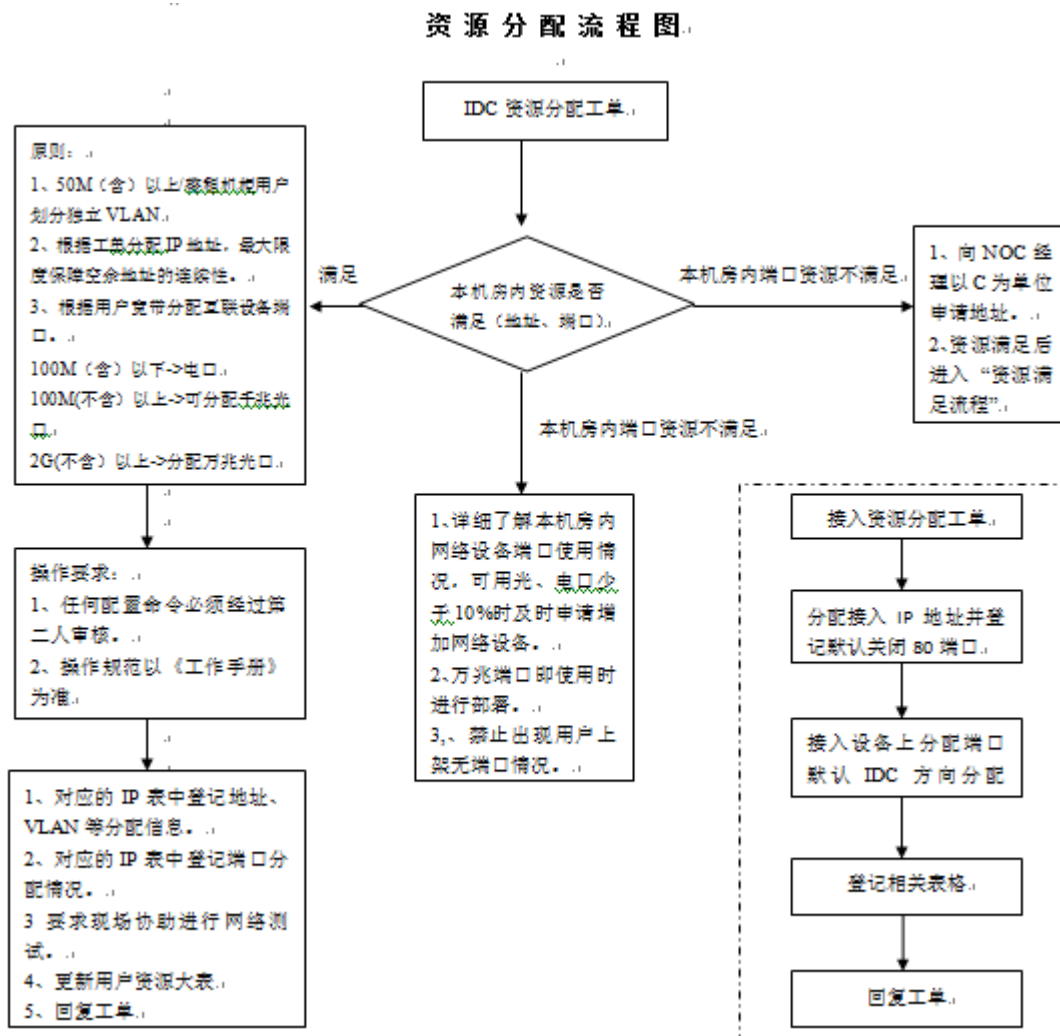 资源分配流程图
IDC 资源分配工单
原则：
1、50M（含）以上/整租机柜用户
划分独立 VLAN
2、根据工单分配 IP 地址，最大限
度保障空余地址的连续性。
3、根据用户宽带分配互联设备端
口。
100M（含）以下->电口
100M(不含）以上->可分配千兆光
口
2G(不含）以上->分配万兆光口
满足
本机房内资源是否
满足（地址、端口）
本机房内端口资源不满足
1、向 NOC 经
理以 C 为单位
申请地址。
2、资源满足后
进入“资源满
足流程”
本机房内端口资源不满足
操作要求：
1、任何配置命令必须经过第
二人审核。
2、操作规范以《工作手册》
为准
1、详细了解本机房内
网络设备端口使用情
况，可用光、电口少
于 10%时及时申请增
加网络设备。
2、万兆端口即使用时
进行部署。
3,、禁止出现用户上
架无端口情况。
1、对应的 IP 表中登记地址、
VLAN 等分配信息。
2、对应的 IP 表中登记端口分
配情况。
3 要求现场协助进行网络测
试。
4、更新用户资源大表
5、回复工单
接入资源分配工单
分配接入 IP 地址并登
记默认关闭 80 端口
接入设备上分配端口
默认 IDC 方向分配
登记相关表格
回复工单